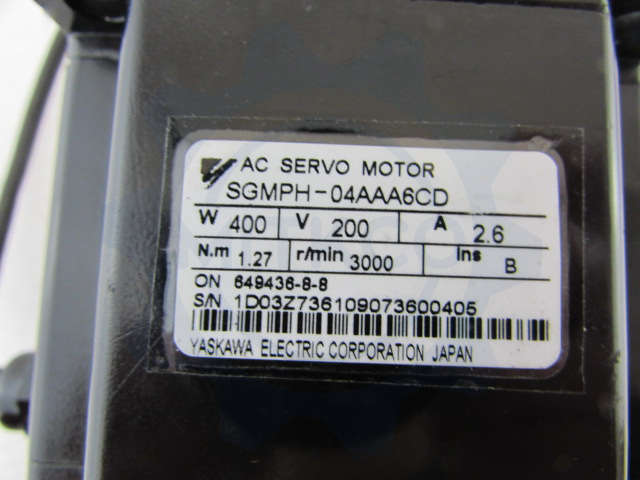 AC SERVO MOTOR
SGMPH-04AAA6CD
W 400 V 200 A 2.6
N.m 1.27 r/min 3000 Ins B
ON 649436-8-8
S/N 1D03Z736109073600405
YASKAWA ELECTRIC CORPORATION JAPAN